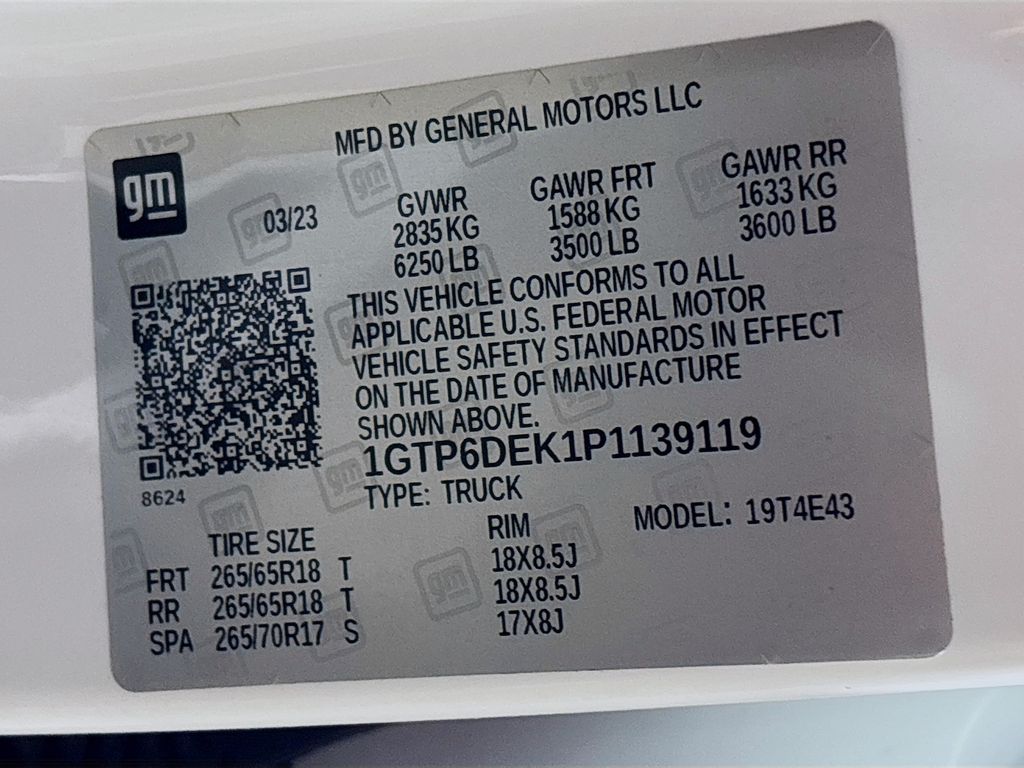 MFD BY GENERAL MOTORS LLC
gm
03/23
GVWR GAWR FRT GAWR RR
2835 KG 1588 KG 1633 KG
6250 LB 3500 LB 3600 LB
THIS VEHICLE CONFORMS TO ALL
APPLICABLE U.S. FEDERAL MOTOR
VEHICLE SAFETY STANDARDS IN EFFECT
ON THE DATE OF MANUFACTURE
SHOWN ABOVE.
1GTP6DEK1P1139119
8624
TYPE: TRUCK
MODEL: 19T4E43
TIRE SIZE RIM
FRT 265/65R18 T 18X8.5J
RR 265/65R18 T 18X8.5J
SPA 265/70R17 S 17X8J